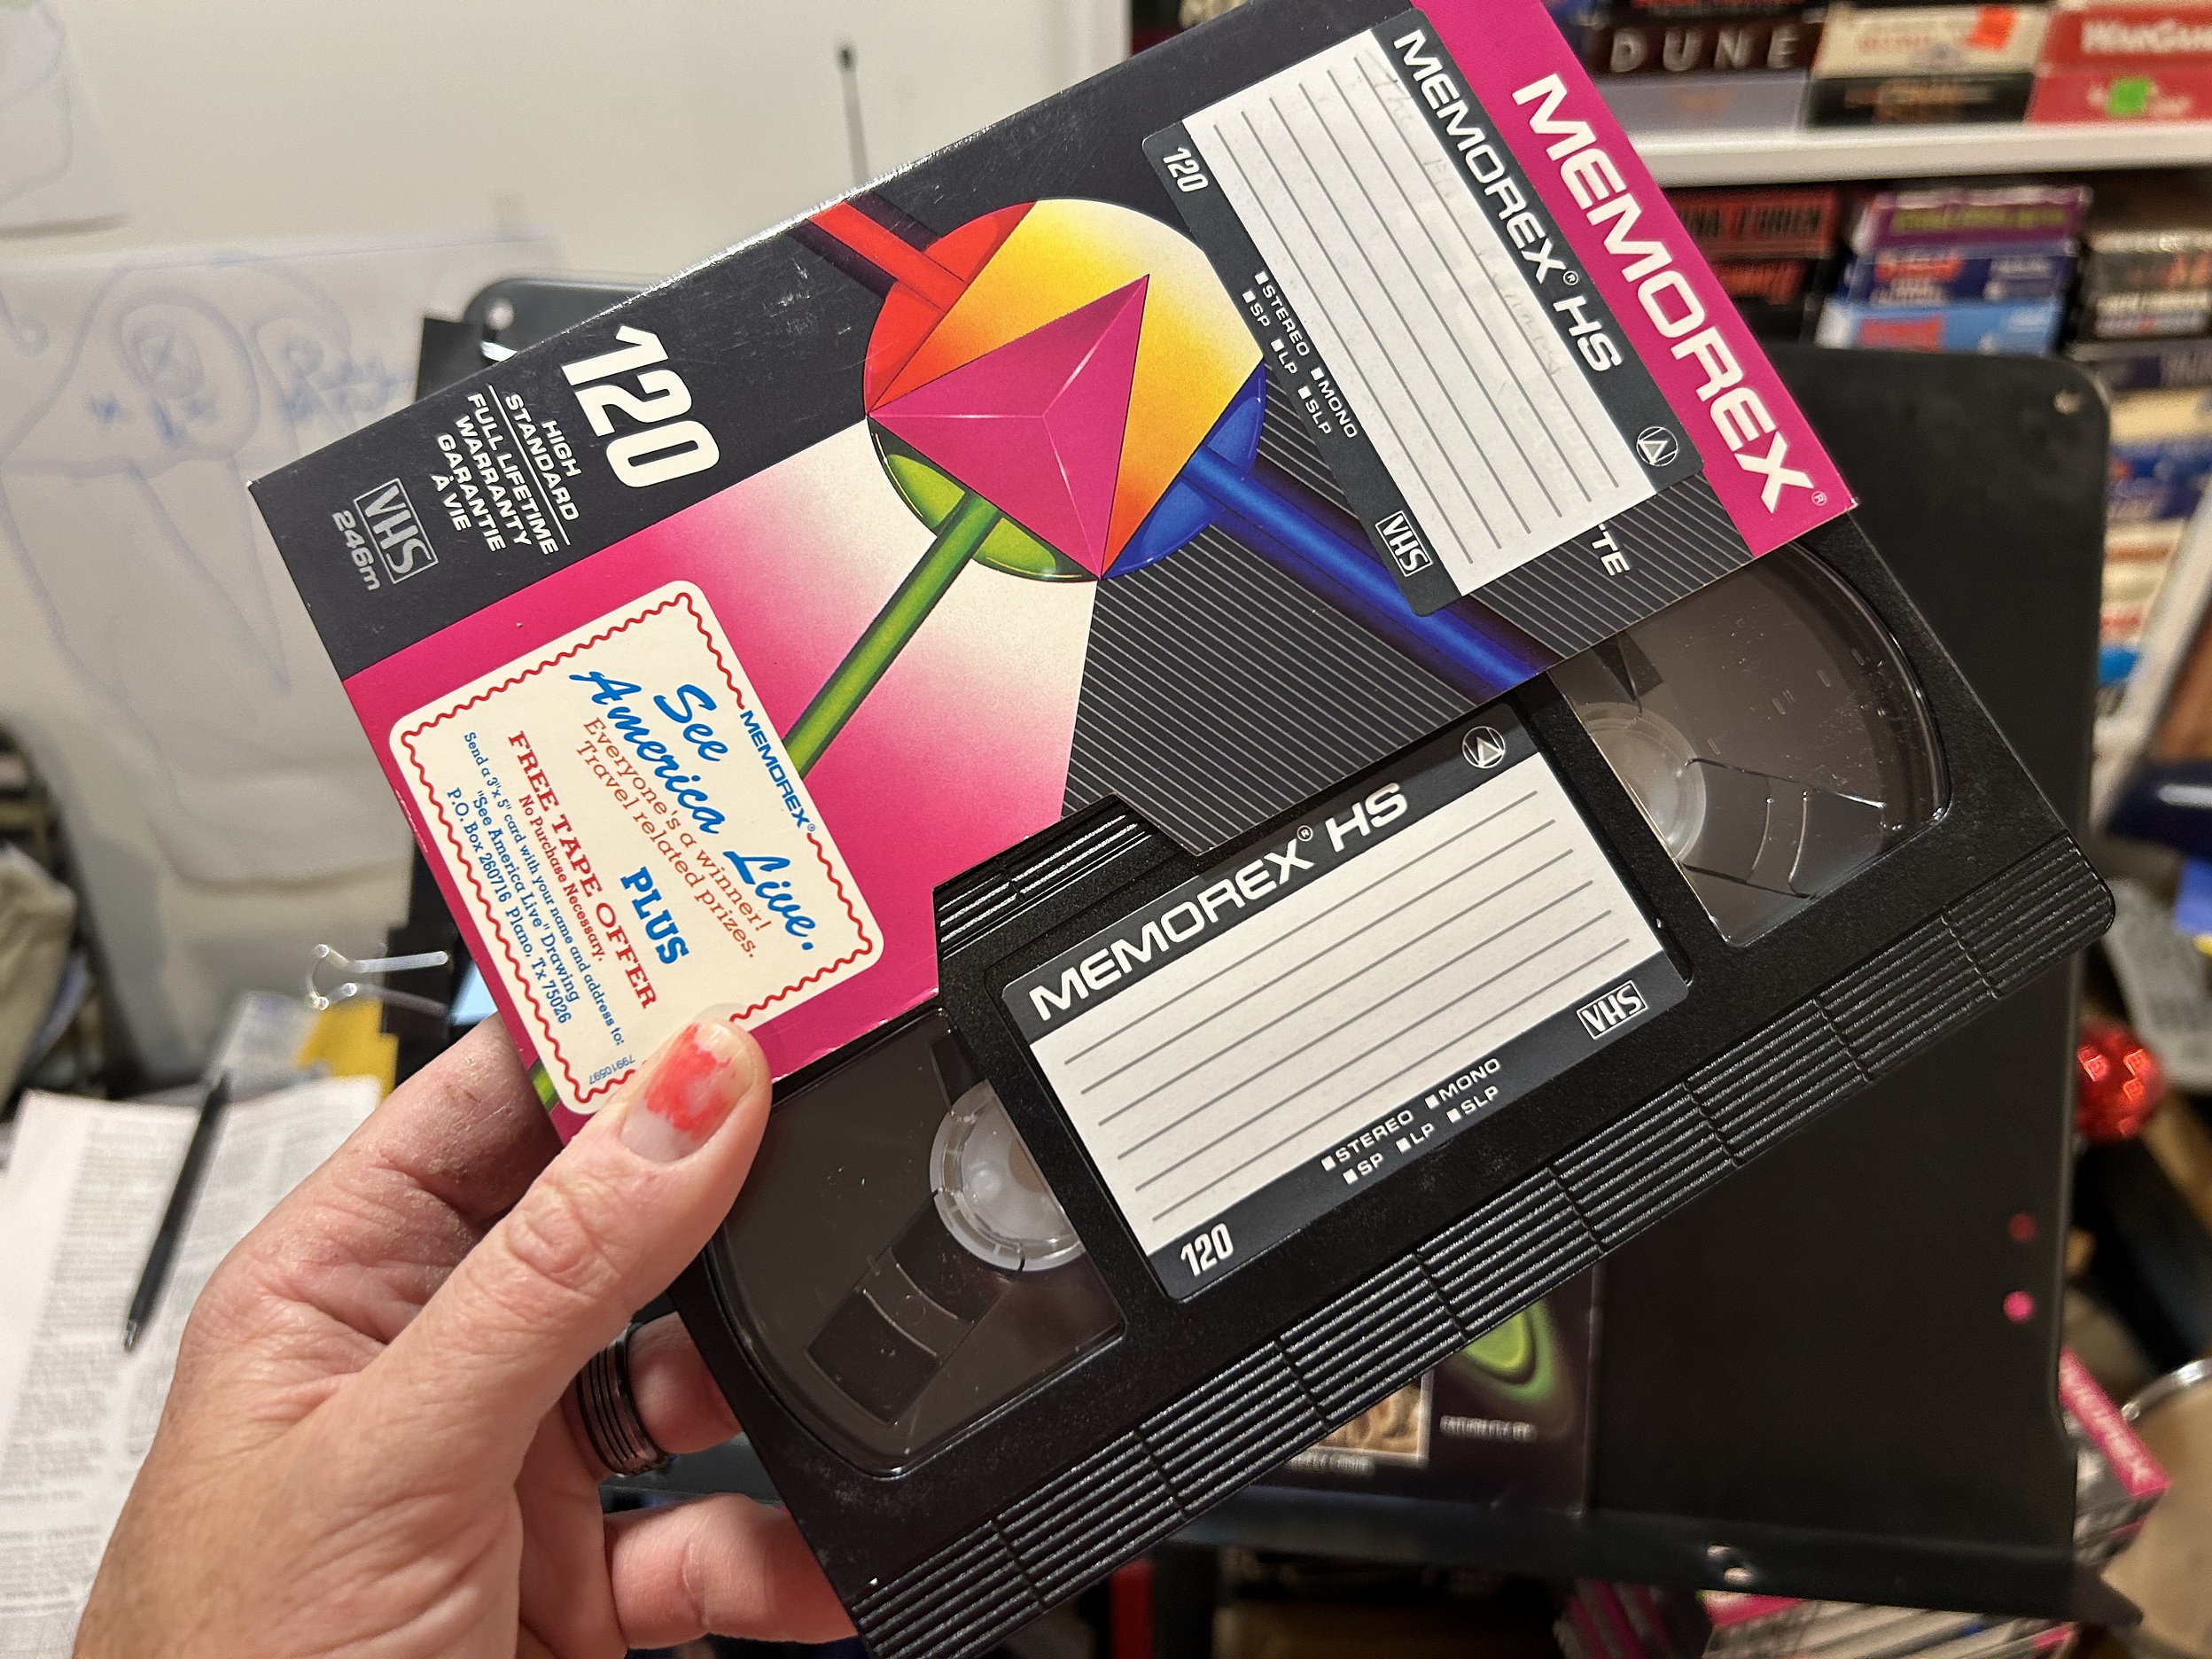 MEMOREX®
MEMOREX® HS
120
■STEREO ■MONO
■SP ■LP ■SLP
VHS
TE
120
HIGH
STANDARD
FULL LIFETIME
WARRANTY
GARANTIE
À VIE
VHS
246m
MEMOREX®
See
America Live.
Everyone's a winner!
Travel related prizes.
PLUS
FREE TAPE OFFER
No Purchase Necessary.
Send a 3"x 5" card with your name and address to:
"See America Live" Drawing
P.O. Box 260716 Plano, Tx 75026
79910597
MEMOREX® HS
■STEREO ■MONO
■SP ■LP ■SLP
120
VHS
DUNE
MEMOREX